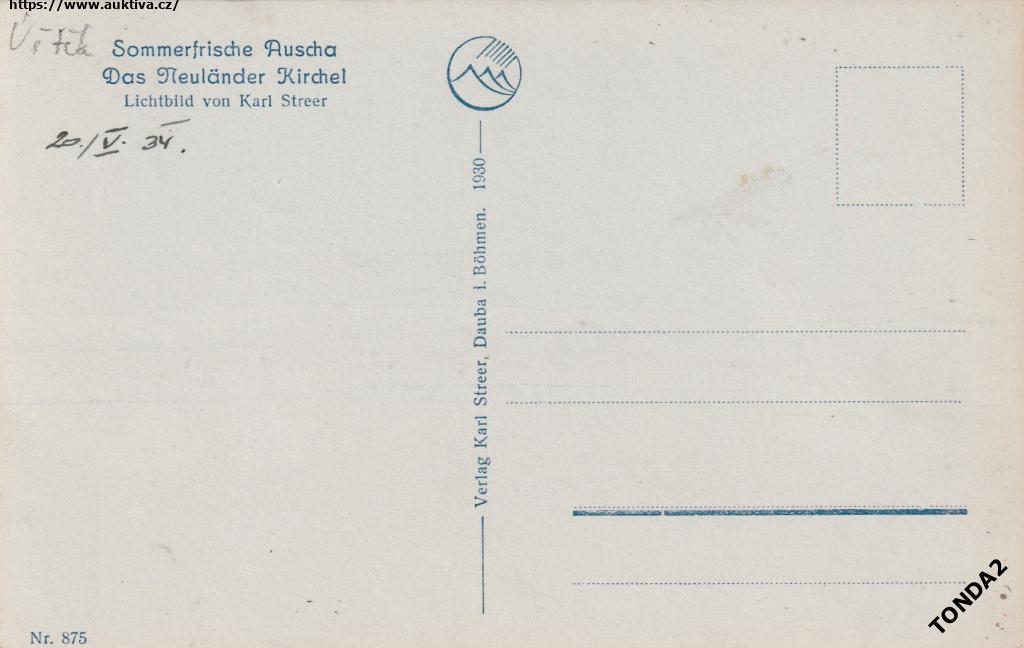 https://www.auktiva.cz/
Sommerfrische Auscha
Das Neuländer Kirchel
Lichtbild von Karl Streer
20./V. 34.
Verlag Karl Streer, Dauba i. Böhmen. 1930
Nr. 875
TONDA2